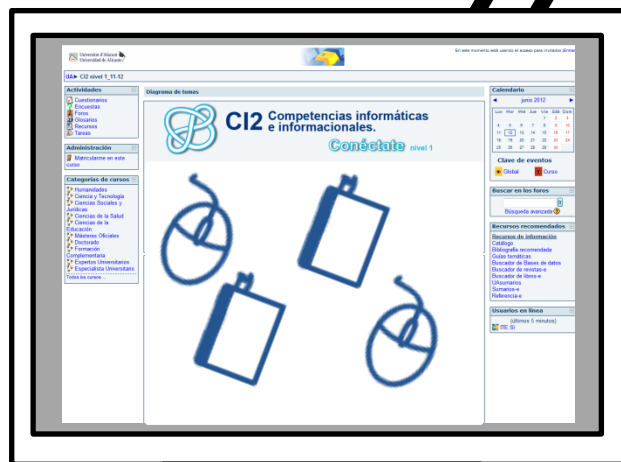 Universitat d'Alacant
Universidad de Alicante
En este momento está usando el acceso para invitados (Entrar)
UA► CI2 nivel 1_11-12
Actividades
Cuestionarios
Encuestas
Foros
Glosarios
Recursos
Tareas
Administración
Matricularme en este
curso
Categorías de cursos
Humanidades
Ciencia y Tecnología
Ciencias Sociales y
Jurídicas
Ciencias de la Salud
Ciencias de la
Educación
Másteres Oficiales
Doctorado
Formación
Complementaria
Expertos Universitarios
Especialista Universitario
Todos los cursos...
Diagrama de temas
CI2 Competencias informáticas
e informacionales.
Conéctate nivel 1
Calendario
◄ junio 2012 ►
Lun Mar Mié Jue Vie Sáb Dom
1 2 3
4 5 6 7 8 9 10
11 12 13 14 15 16 17
18 19 20 21 22 23 24
25 26 27 28 29 30
Clave de eventos
Global Curso
Buscar en los foros
Búsqueda avanzada
Recursos recomendados
Recursos de información
Catálogo
Bibliografía recomendada
Guías temáticas
Buscador de Bases de datos
Buscador de revistas-e
Buscador de libros-e
UAsumarios
Sumarios-e
Referencia-e
Usuarios en línea
(últimos 5 minutos)